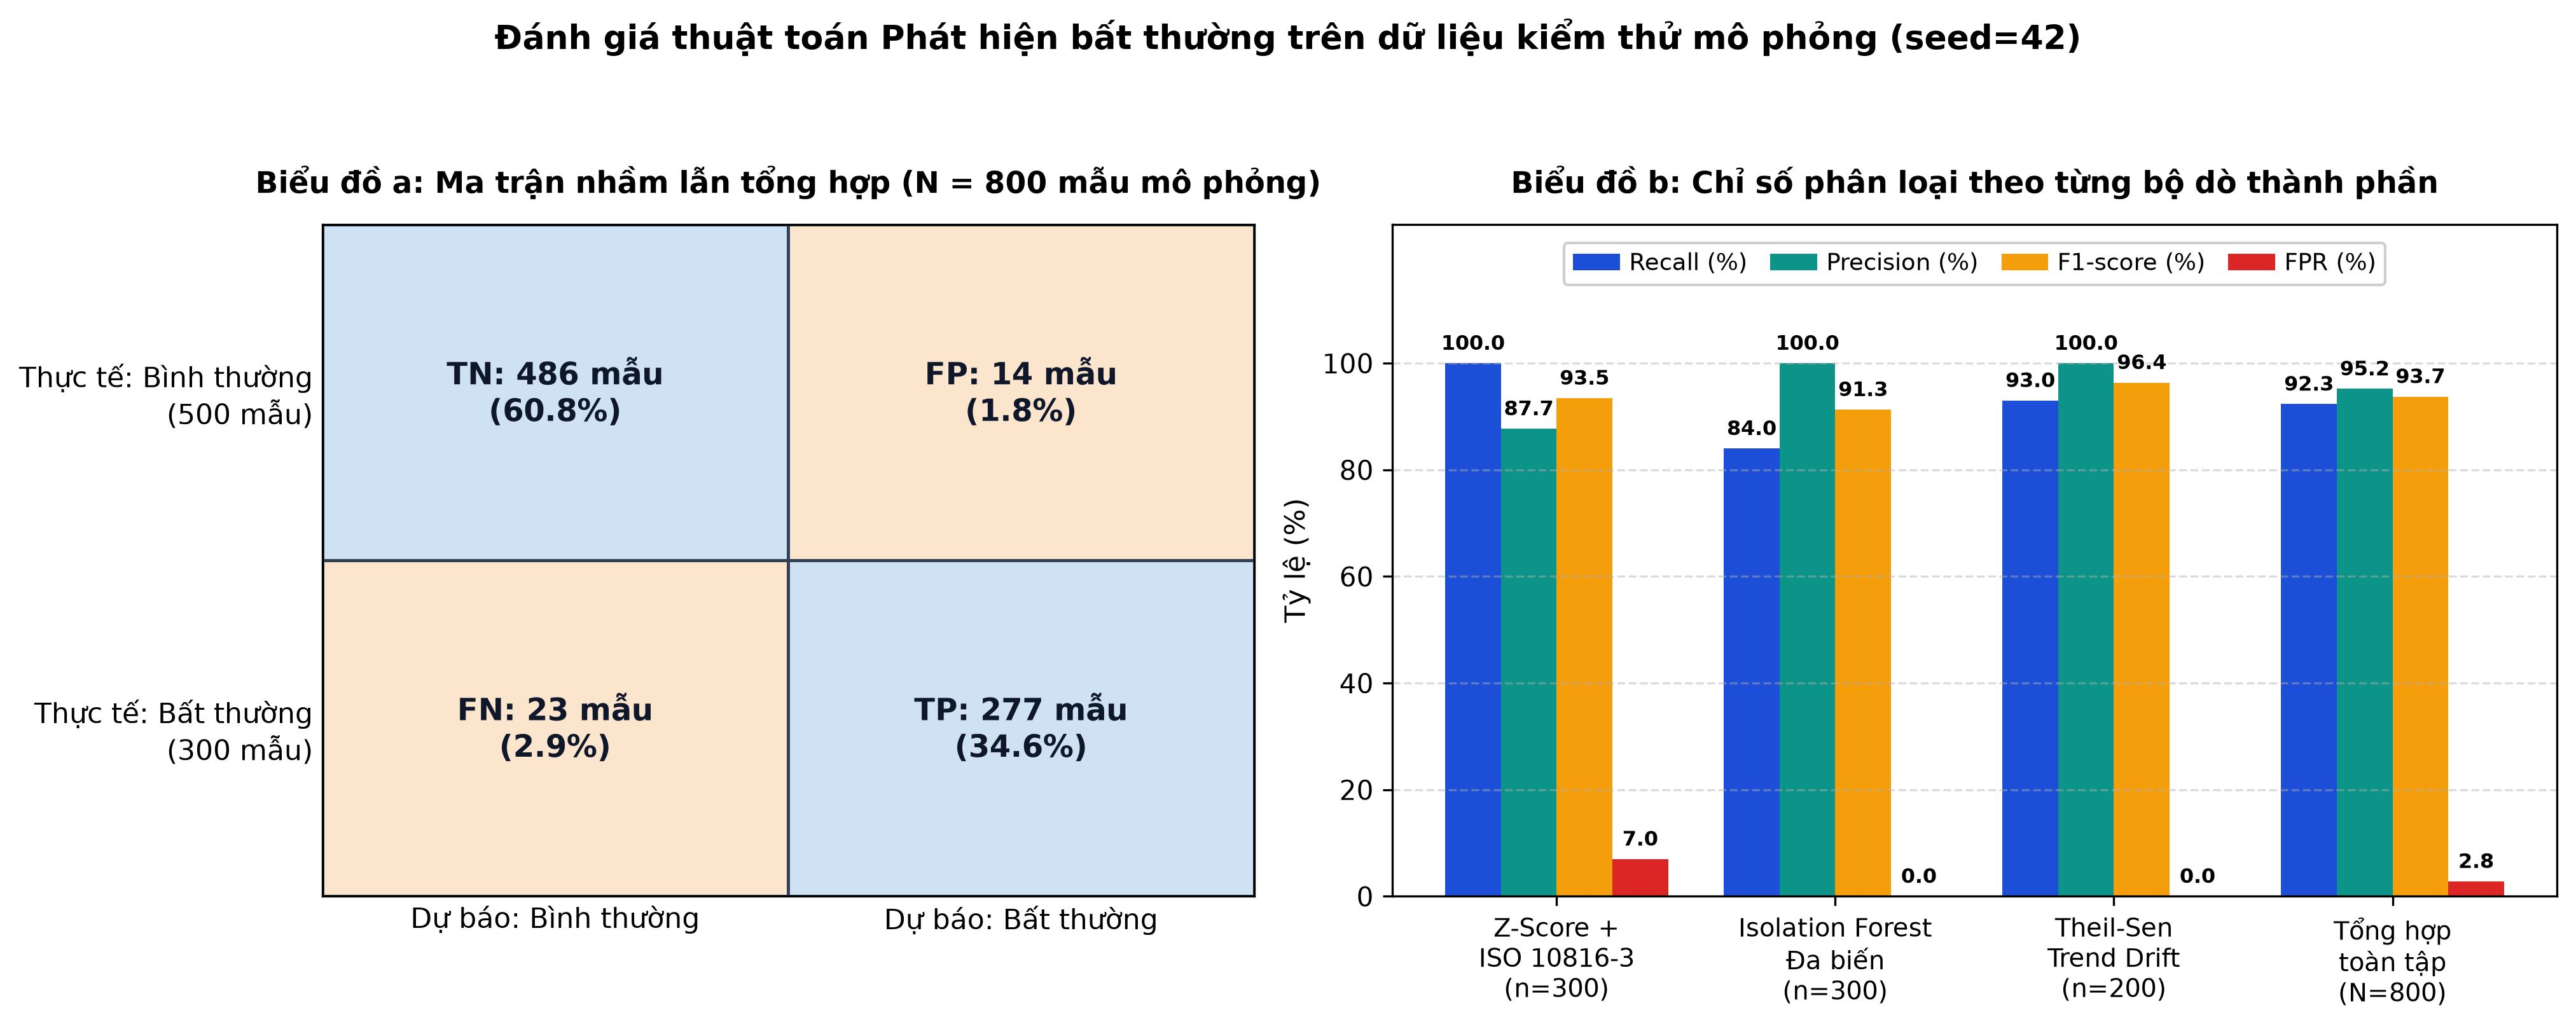 Đánh giá thuật toán Phát hiện bất thường trên dữ liệu kiểm thử mô phỏng (seed=42)
Biểu đồ a: Ma trận nhầm lẫn tổng hợp (N = 800 mẫu mô phỏng)
Thực tế: Bình thường
(500 mẫu)
TN: 486 mẫu
(60.8%)
FP: 14 mẫu
(1.8%)
Thực tế: Bất thường
(300 mẫu)
FN: 23 mẫu
(2.9%)
TP: 277 mẫu
(34.6%)
Dự báo: Bình thường
Dự báo: Bất thường
Biểu đồ b: Chỉ số phân loại theo từng bộ dò thành phần
Recall (%)
Precision (%)
F1-score (%)
FPR (%)
Tỷ lệ (%)
100
80
60
40
20
0
100.0
87.7
93.5
7.0
84.0
100.0
91.3
0.0
93.0
100.0
96.4
0.0
92.3
95.2
93.7
2.8
Z-Score +
ISO 10816-3
(n=300)
Isolation Forest
Đa biến
(n=300)
Theil-Sen
Trend Drift
(n=200)
Tổng hợp
toàn tập
(N=800)